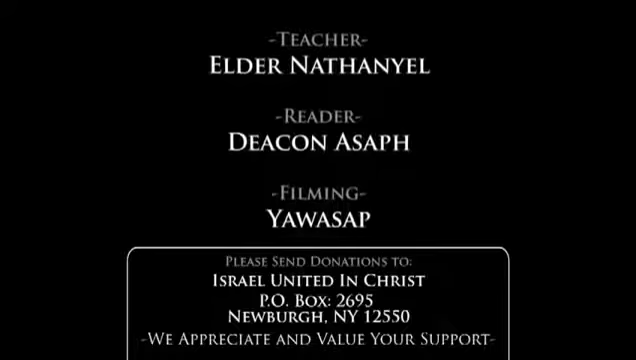 -Teacher-
Elder Nathanyel
-Reader-
Deacon Asaph
-Filming-
Yawasap
Please Send Donations to:
Israel United In Christ
P.O. Box: 2695
Newburgh, NY 12550
-We Appreciate and Value Your Support-